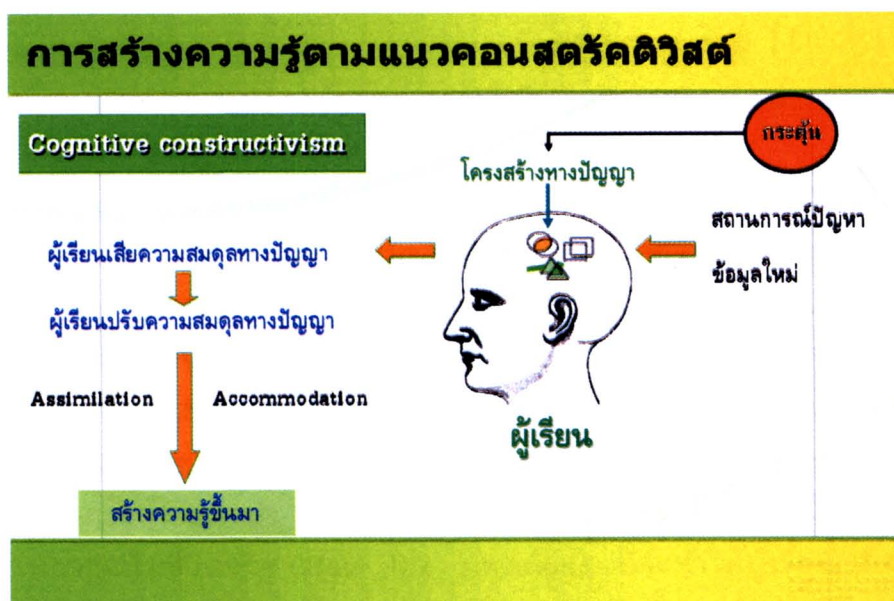 การสร้างความรู้ตามแนวคอนสตรัคติวิสต์
Cognitive constructivism
กระตุ้น
โครงสร้างทางปัญญา
สถานการณ์ปัญหา
ข้อมูลใหม่
ผู้เรียนเสียความสมดุลทางปัญญา
ผู้เรียนปรับความสมดุลทางปัญญา
Assimilation Accommodation
ผู้เรียน
สร้างความรู้ขึ้นมา